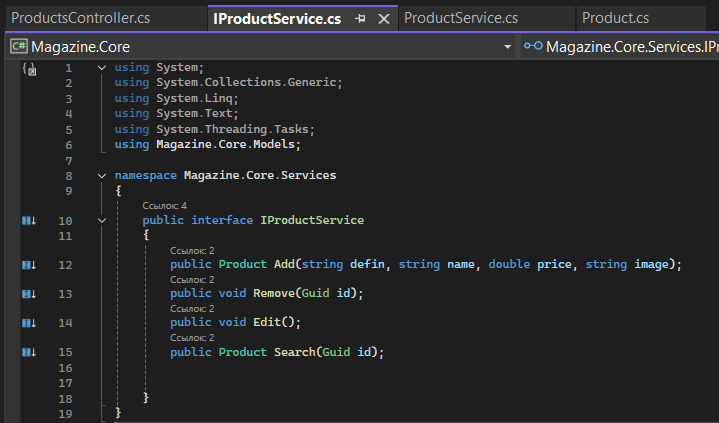 ProductsController.cs IProductService.cs ProductService.cs Product.cs
C# Magazine.Core Magazine.Core.Services.IPr
1 using System;
2 using System.Collections.Generic;
3 using System.Linq;
4 using System.Text;
5 using System.Threading.Tasks;
6 using Magazine.Core.Models;
7
8 namespace Magazine.Core.Services
9 {
Ссылок: 4
10 public interface IProductService
11 {
Ссылок: 2
12 public Product Add(string defin, string name, double price, string image);
Ссылок: 2
13 public void Remove(Guid id);
Ссылок: 2
14 public void Edit();
Ссылок: 2
15 public Product Search(Guid id);
16
17
18 }
19 }